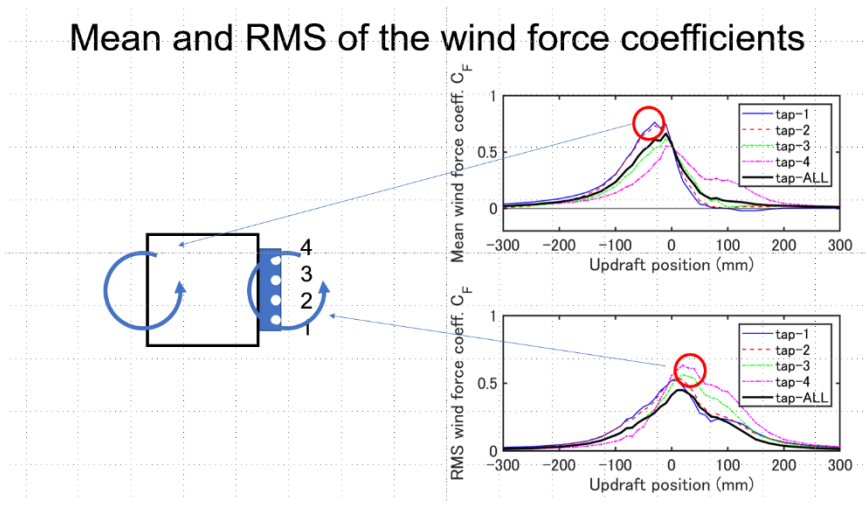 Mean and RMS of the wind force coefficients
Mean wind force coeff. C_F
1
0.5
0
-300
-200
-100
0
100
200
300
Updraft position (mm)
tap-1
tap-2
tap-3
tap-4
tap-ALL
4
3
2
1
RMS wind force coeff. C_F
1
0.5
0
-300
-200
-100
0
100
200
300
Updraft position (mm)
tap-1
tap-2
tap-3
tap-4
tap-ALL